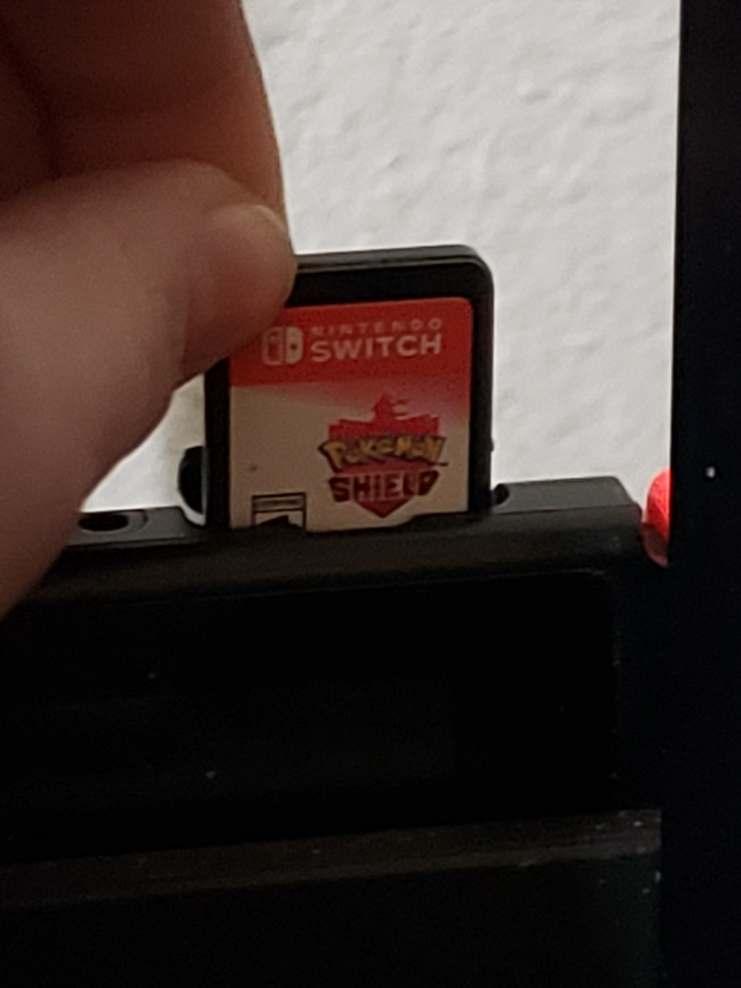 NINTENDO
SWITCH
POKÉMON
SHIELD